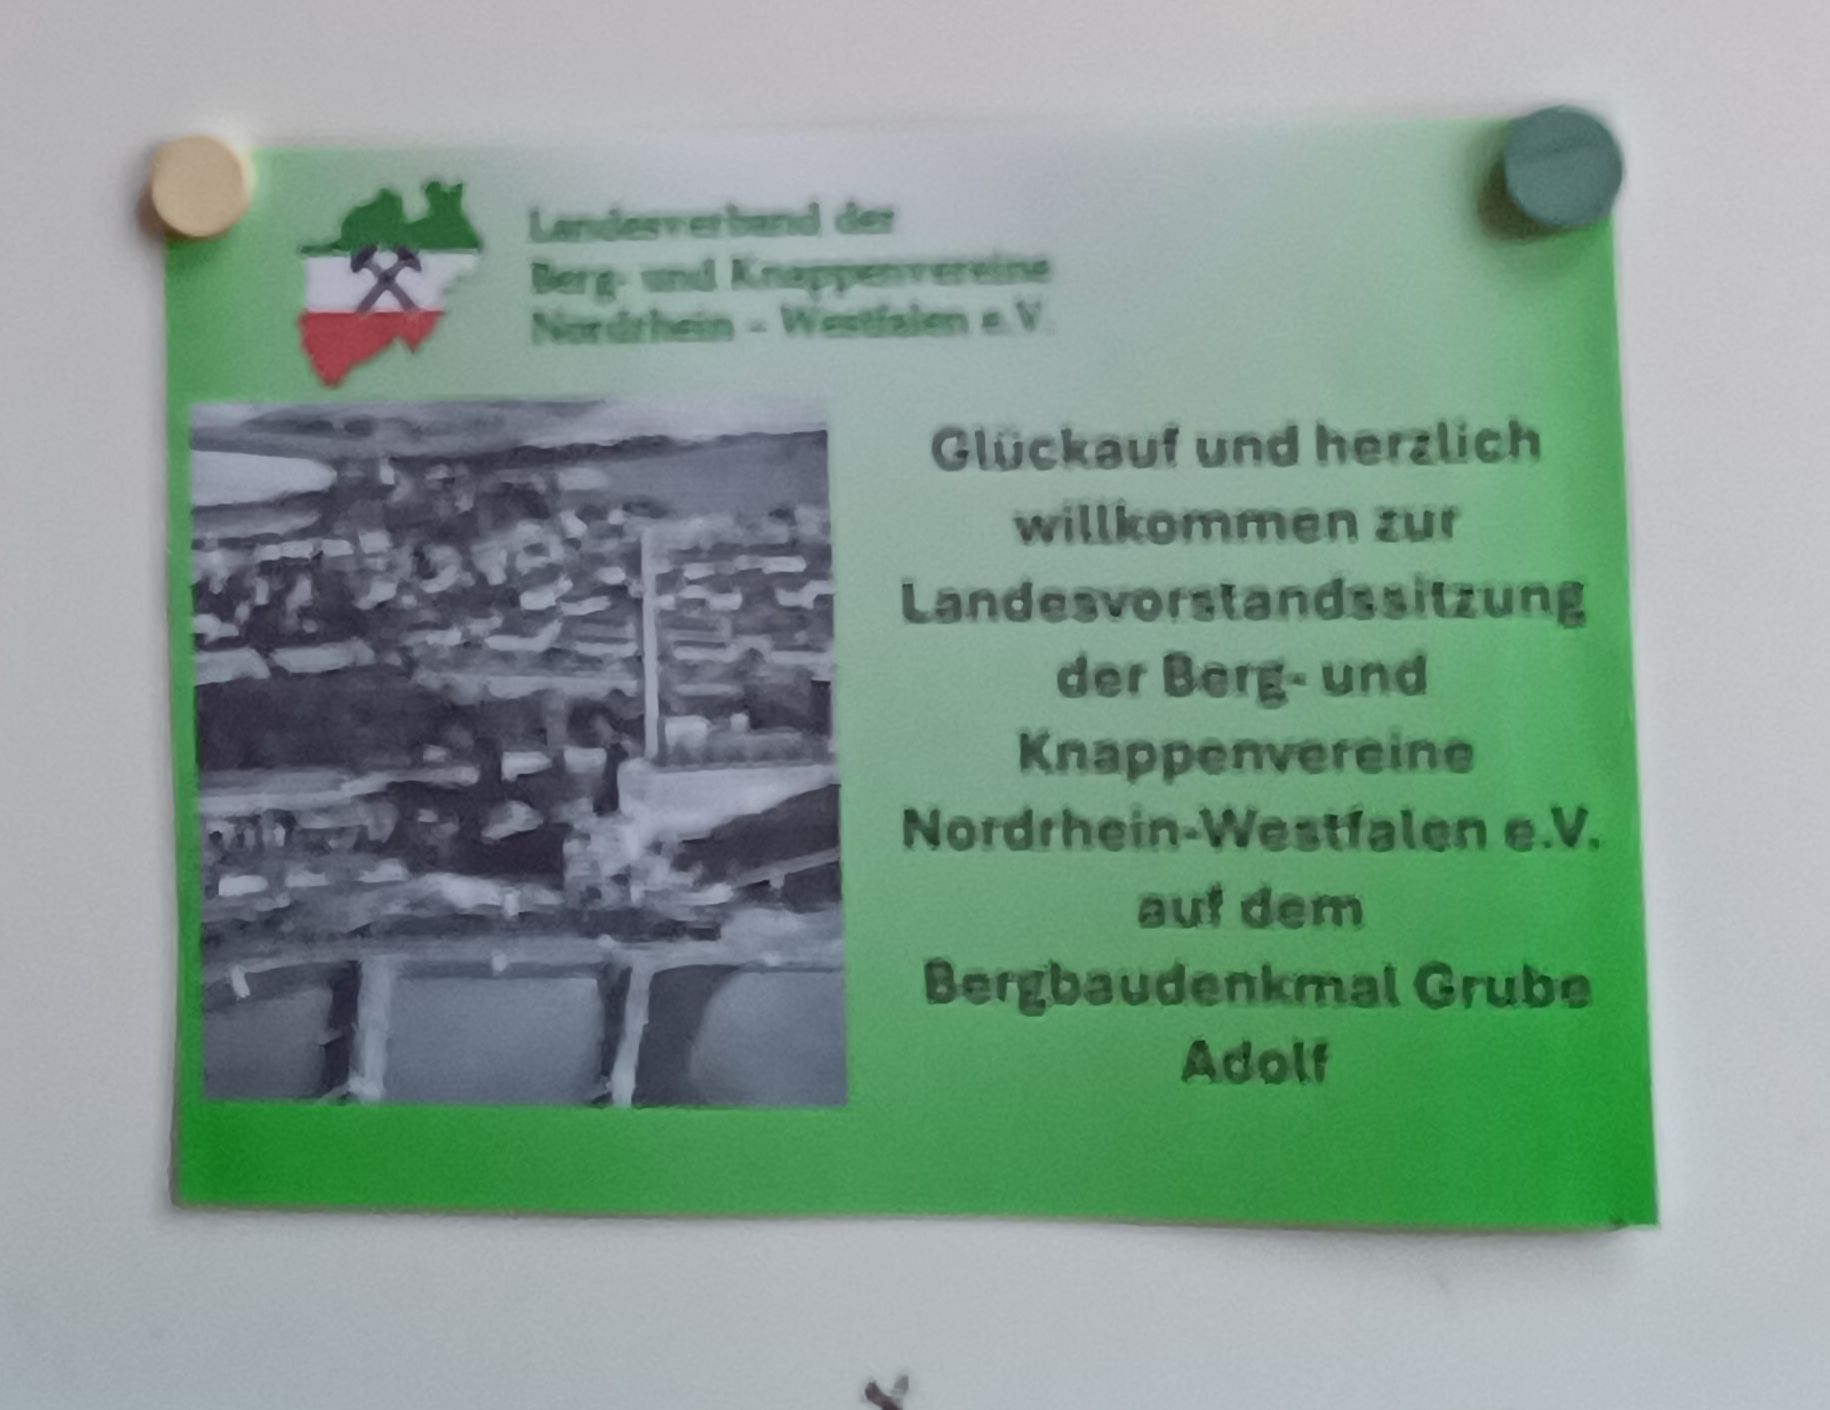 Landesverband der
Berg- und Knappenvereine
Nordrhein - Westfalen e.V.
Glückauf und herzlich
willkommen zur
Landesvorstandssitzung
der Berg- und
Knappenvereine
Nordrhein-Westfalen e.V.
auf dem
Bergbaudenkmal Grube
Adolf